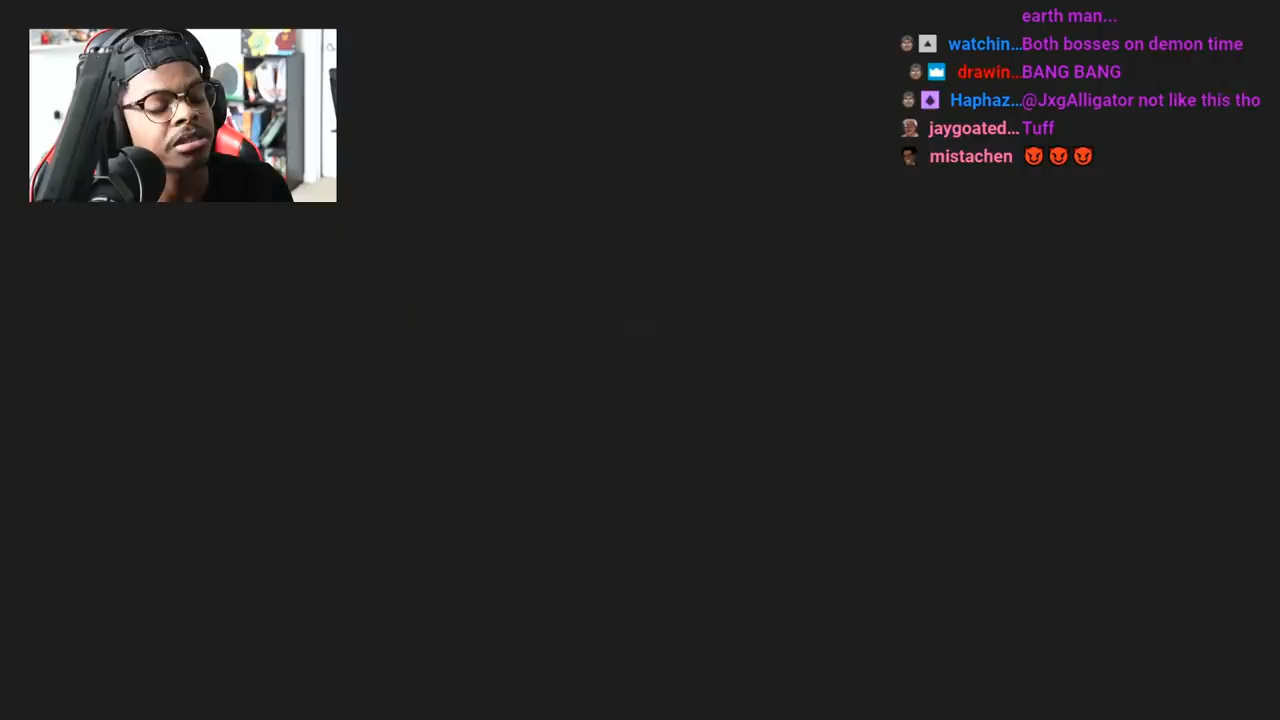 earth man...
watchin... Both bosses on demon time
drawin... BANG BANG
Haphaz... @JxgAlligator not like this tho
jaygoated... Tuff
mistachen 😈 😈 😈